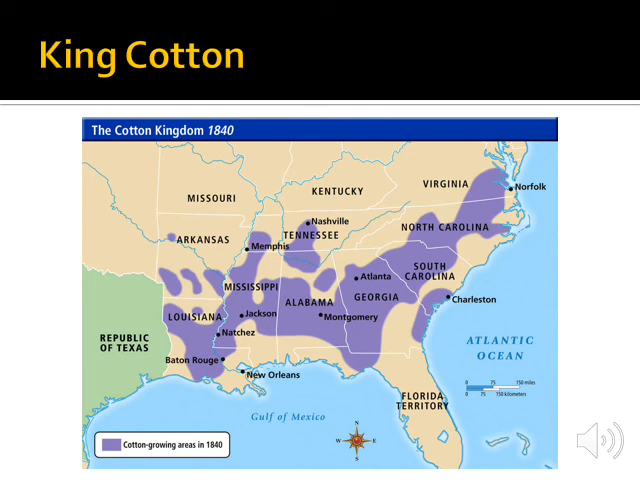 King Cotton
The Cotton Kingdom 1840
VIRGINIA
KENTUCKY
MISSOURI
Norfolk
Nashville
NORTH CAROLINA
TENNESSEE
ARKANSAS
Memphis
SOUTH
CAROLINA
Atlanta
MISSISSIPPI
ALABAMA
GEORGIA
Charleston
LOUISIANA
Jackson
Montgomery
Natchez
REPUBLIC
OF TEXAS
ATLANTIC
OCEAN
Baton Rouge
New Orleans
0 75 150 miles
0 75 150 kilometers
FLORIDA
TERRITORY
Gulf of Mexico
N
W E
S
Cotton-growing areas in 1840